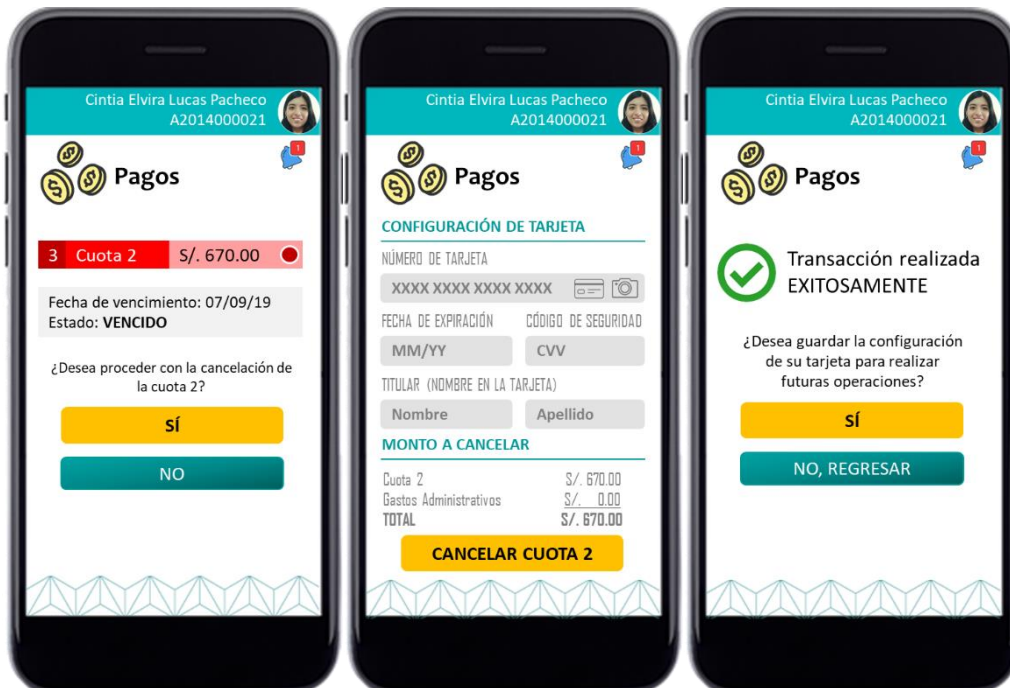 Cintia Elvira Lucas Pacheco
A2014000021
1
Pagos
3 Cuota 2 S/. 670.00
Fecha de vencimiento: 07/09/19
Estado: VENCIDO
¿Desea proceder con la cancelación de
la cuota 2?
SÍ
NO
Cintia Elvira Lucas Pacheco
A2014000021
1
Pagos
CONFIGURACIÓN DE TARJETA
NÚMERO DE TARJETA
XXXX XXXX XXXX XXXX
FECHA DE EXPIRACIÓN CÓDIGO DE SEGURIDAD
MM/YY CVV
TITULAR (NOMBRE EN LA TARJETA)
Nombre Apellido
MONTO A CANCELAR
Cuota 2 S/. 670.00
Gastos Administrativos S/. 0.00
TOTAL S/. 670.00
CANCELAR CUOTA 2
Cintia Elvira Lucas Pacheco
A2014000021
1
Pagos
Transacción realizada
EXITOSAMENTE
¿Desea guardar la configuración
de su tarjeta para realizar
futuras operaciones?
SÍ
NO, REGRESAR